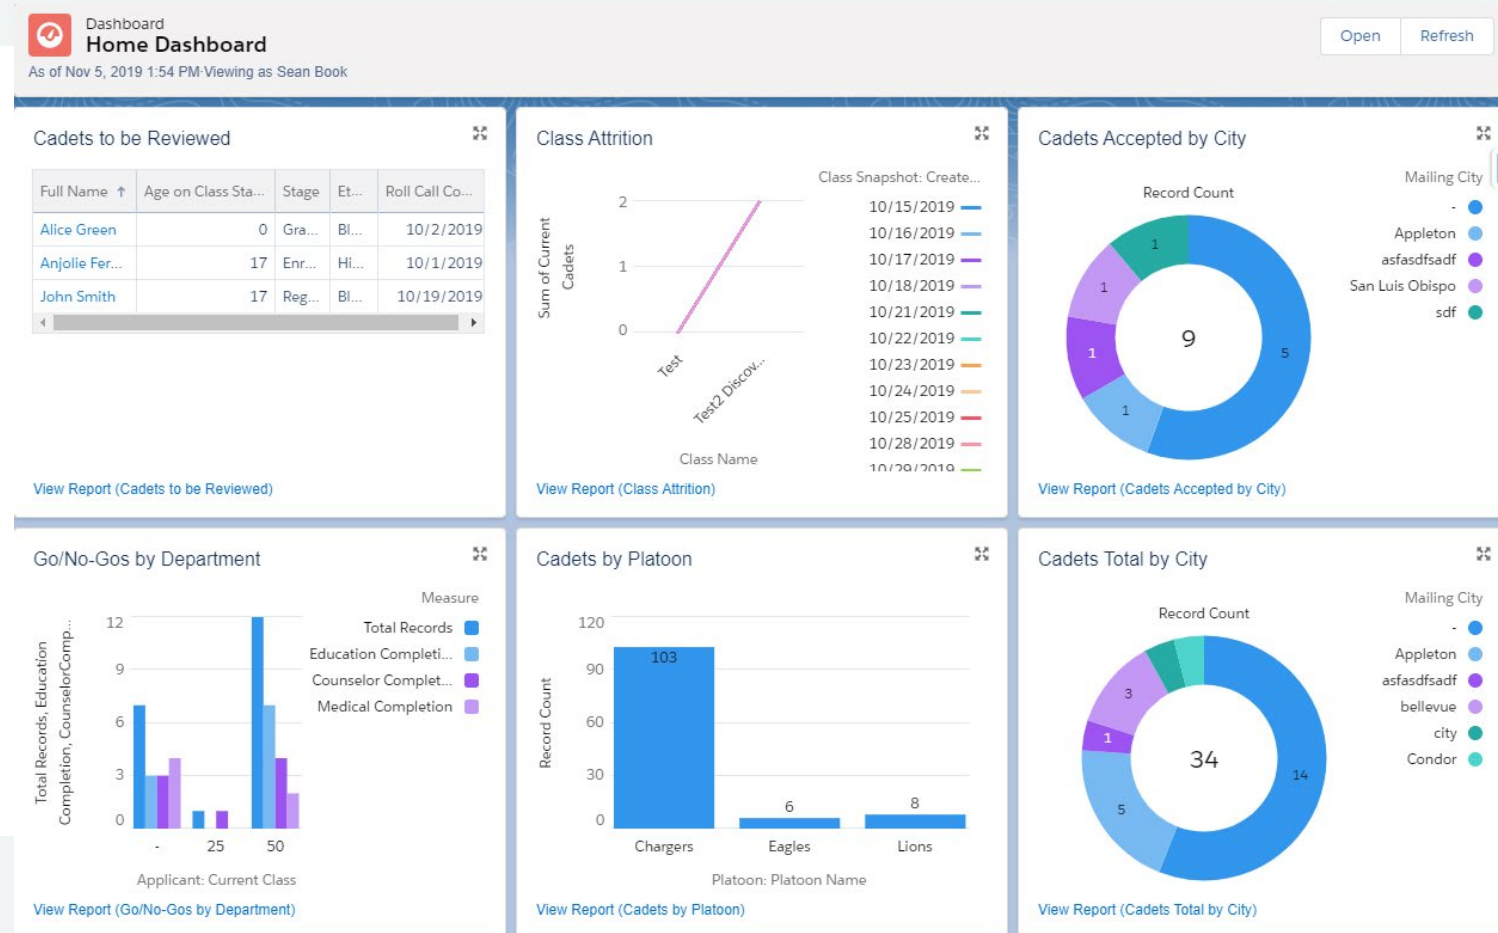 Dashboard
Home Dashboard
As of Nov 5, 2019 1:54 PM·Viewing as Sean Book
Open
Refresh
Cadets to be Reviewed
Full Name ↑ Age on Class Sta... Stage Et... Roll Call Co...
Alice Green 0 Gra... Bl... 10/2/2019
Anjolie Fer... 17 Enr... Hi... 10/1/2019
John Smith 17 Reg... Bl... 10/19/2019
View Report (Cadets to be Reviewed)
Class Attrition
Class Snapshot: Create...
10/15/2019
10/16/2019
10/17/2019
10/18/2019
10/21/2019
10/22/2019
10/23/2019
10/24/2019
10/25/2019
10/28/2019
10/29/2019
Sum of Current
Cadets
2
1
0
Test
Test2 Discov...
Class Name
View Report (Class Attrition)
Cadets Accepted by City
Record Count
Mailing City
-
Appleton
asfasdfsadf
San Luis Obispo
sdf
1
1
1
1
5
9
View Report (Cadets Accepted by City)
Go/No-Gos by Department
Measure
Total Records
Education Completi...
Counselor Complet...
Medical Completion
Total Records, Education
Completion, CounselorComp...
12
9
6
3
0
- 25 50
Applicant: Current Class
View Report (Go/No-Gos by Department)
Cadets by Platoon
Record Count
120
90
60
30
0
103
6
8
Chargers Eagles Lions
Platoon: Platoon Name
View Report (Cadets by Platoon)
Cadets Total by City
Record Count
Mailing City
-
Appleton
asfasdfsadf
bellevue
city
Condor
3
1
5
14
34
View Report (Cadets Total by City)